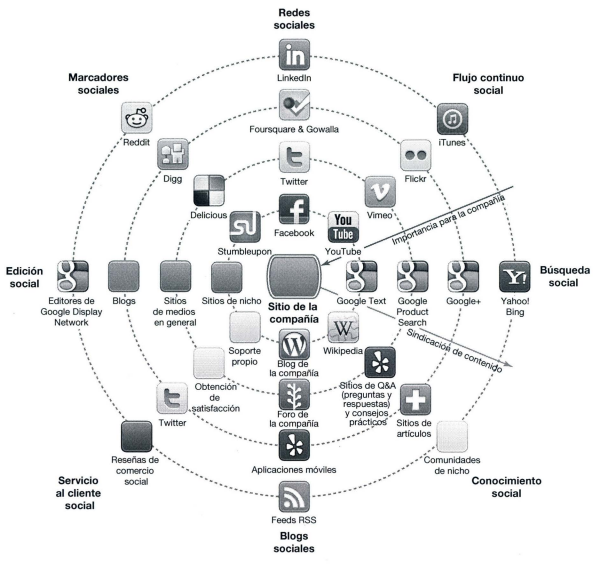 Redes
sociales
LinkedIn
Marcadores
sociales
Flujo continuo
social
Reddit
Foursquare & Gowalla
iTunes
Digg
Flickr
Twitter
Delicious
Vimeo
Stumbleupon
Facebook
You
Tube
YouTube
Importancia para la compañía
Edición
social
Editores de
Google Display
Network
Blogs
Sitios
de medios
en general
Sitios de nicho
Sitio de la
compañía
Google Text
Google
Product
Search
Google+
Y!
Yahoo!
Bing
Búsqueda
social
Sindicación de contenido
Soporte
propio
Blog de
la compañía
Wikipedia
Obtención
de
satisfacción
Foro de
la compañía
Sitios de Q&A
(preguntas y
respuestas)
y consejos
prácticos
Sitios de
artículos
Twitter
Aplicaciones móviles
Reseñas de
comercio
social
Comunidades
de nicho
Servicio
al cliente
social
Conocimiento
social
Feeds RSS
Blogs
sociales